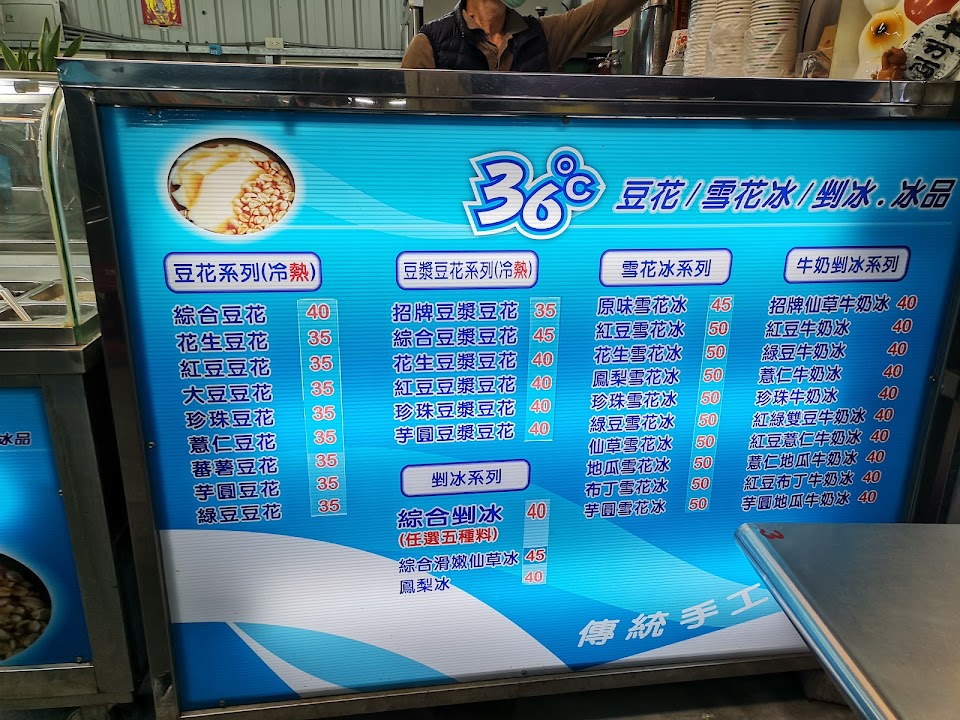 36°C
豆花/雪花冰/剉冰.冰品
豆花系列(冷熱)
綜合豆花 40
花生豆花 35
紅豆豆花 35
大豆豆花 35
珍珠豆花 35
薏仁豆花 35
蕃薯豆花 35
芋圓豆花 35
綠豆豆花 35
豆漿豆花系列(冷熱)
招牌豆漿豆花 35
綜合豆漿豆花 45
花生豆漿豆花 40
紅豆豆漿豆花 40
珍珠豆漿豆花 40
芋圓豆漿豆花 40
剉冰系列
綜合剉冰 40
(任選五種料)
綜合滑嫩仙草冰 45
鳳梨冰 40
雪花冰系列
原味雪花冰 45
紅豆雪花冰 50
花生雪花冰 50
鳳梨雪花冰 50
珍珠雪花冰 50
綠豆雪花冰 50
仙草雪花冰 50
地瓜雪花冰 50
布丁雪花冰 50
芋圓雪花冰 50
牛奶剉冰系列
招牌仙草牛奶冰 40
紅豆牛奶冰 40
綠豆牛奶冰 40
薏仁牛奶冰 40
珍珠牛奶冰 40
紅綠雙豆牛奶冰 40
紅豆薏仁牛奶冰 40
薏仁地瓜牛奶冰 40
紅豆布丁牛奶冰 40
芋圓地瓜牛奶冰 40
傳統手工
冰品
3